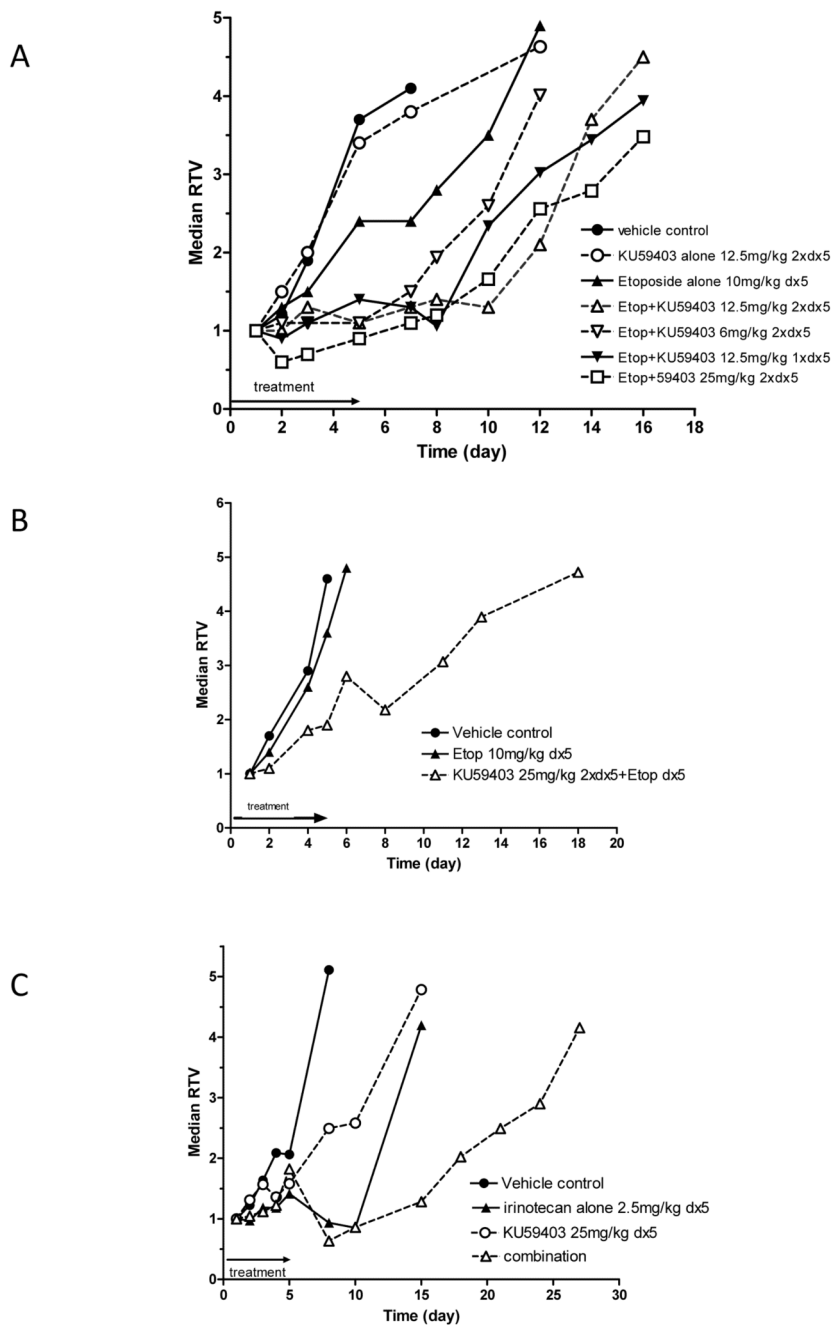 A
5
4
3
2
1
0
Median RTV
vehicle control
KU59403 alone 12.5mg/kg 2xdx5
Etoposide alone 10mg/kg dx5
Etop+KU59403 12.5mg/kg 2xdx5
Etop+KU59403 6mg/kg 2xdx5
Etop+KU59403 12.5mg/kg 1xdx5
Etop+59403 25mg/kg 2xdx5
treatment
0 2 4 6 8 10 12 14 16 18
Time (day)
B
6
5
4
3
2
1
0
Median RTV
Vehicle control
Etop 10mg/kg dx5
KU59403 25mg/kg 2xdx5+Etop dx5
treatment
0 2 4 6 8 10 12 14 16 18 20
Time (day)
C
5
4
3
2
1
0
Median RTV
Vehicle control
irinotecan alone 2.5mg/kg dx5
KU59403 25mg/kg dx5
combination
treatment
0 5 10 15 20 25 30
Time (day)